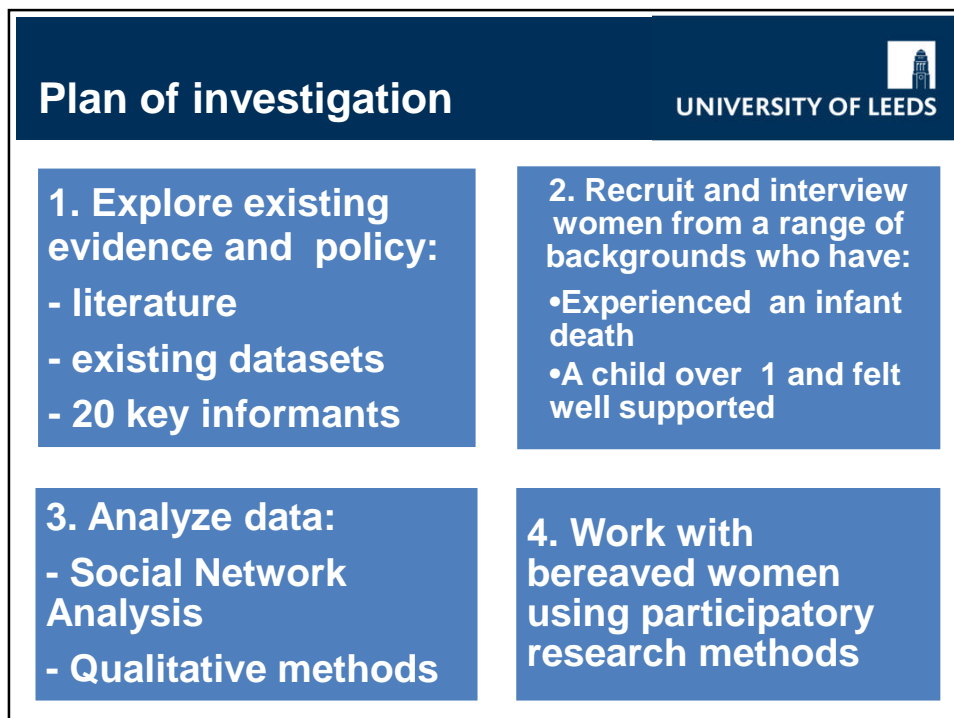 Plan of investigation
UNIVERSITY OF LEEDS
1. Explore existing
evidence and  policy:
- literature
- existing datasets
- 20 key informants
2. Recruit and interview
women from a range of
backgrounds who have:
•Experienced  an infant
death
•A child over  1 and felt
well supported
3. Analyze data:
- Social Network
Analysis
- Qualitative methods
4. Work with
bereaved women
using participatory
research methods